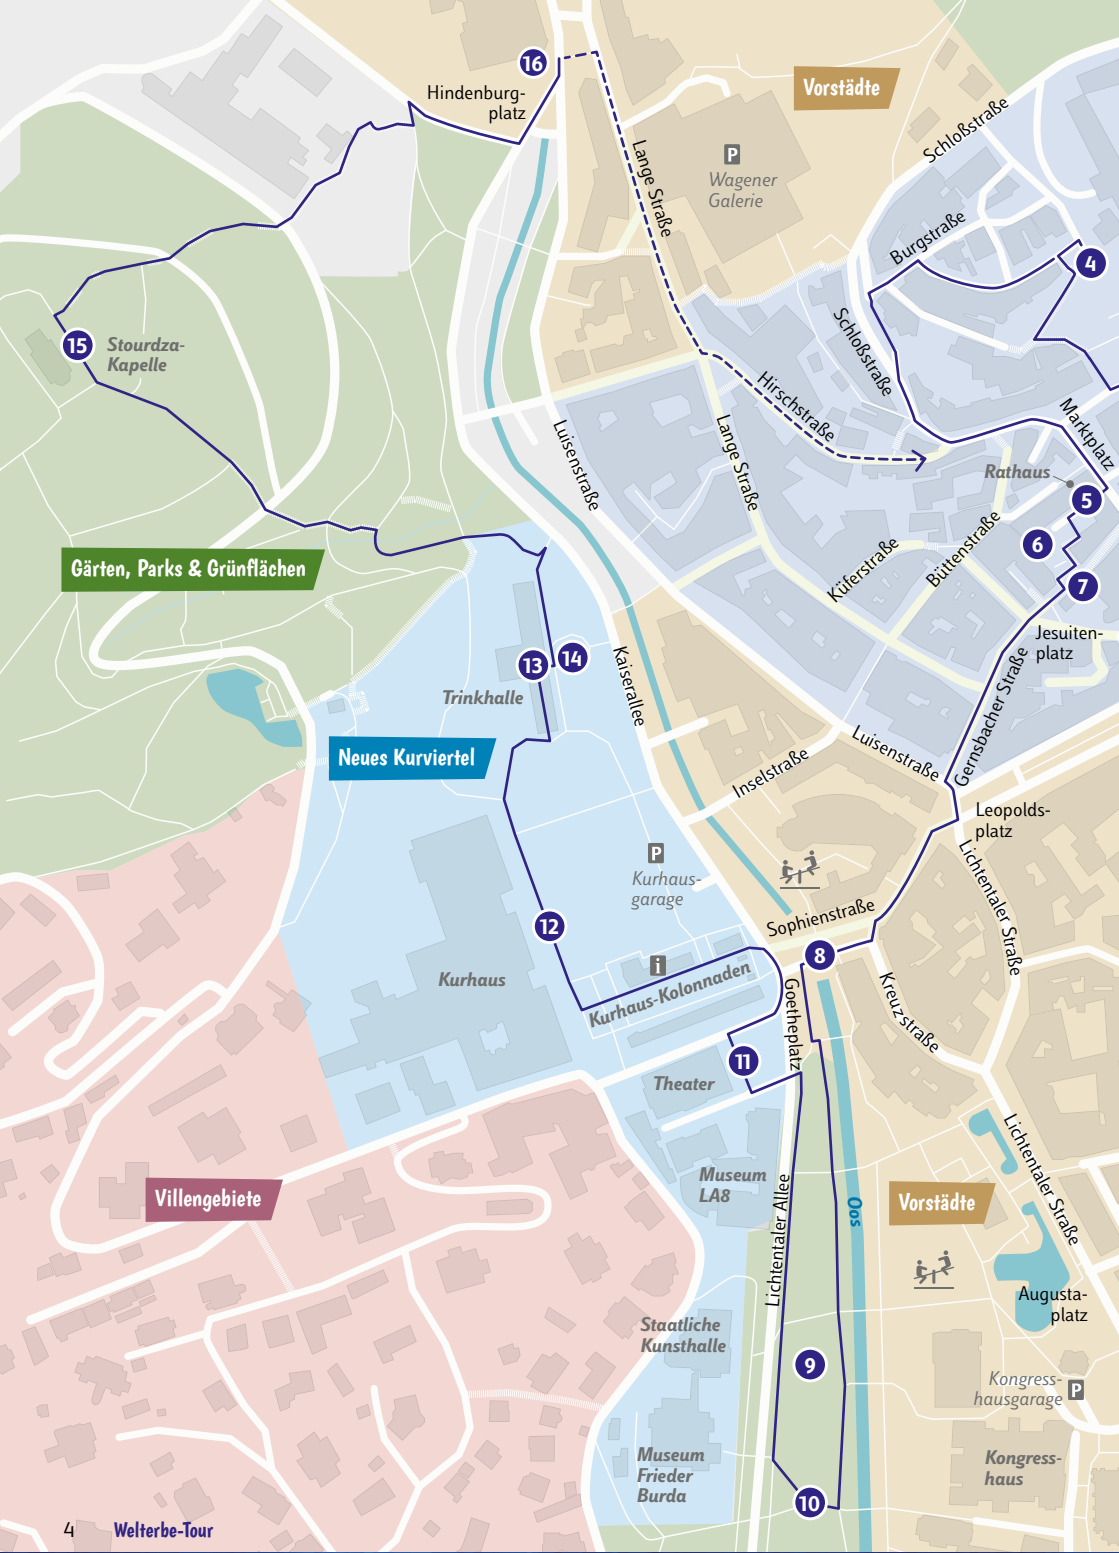 16
Hindenburg-
platz
Vorstädte
P
Wagener
Galerie
Lange Straße
Schloßstraße
Burgstraße
4
Schloßstraße
15
Stourdza-
Kapelle
Hirschstraße
Marktplatz
Luisenstraße
Lange Straße
Rathaus
5
6
Büttenstraße
Küferstraße
7
Gärten, Parks & Grünflächen
Jesuiten-
platz
13
14
Kaiserallee
Gernsbacher Straße
Trinkhalle
Neues Kurviertel
Luisenstraße
Inselstraße
Leopolds-
platz
P
Kurhaus-
garage
Lichtentaler Straße
Sophienstraße
12
8
i
Kurhaus
Kurhaus-Kolonnaden
Goetheplatz
Kreuzstraße
11
Theater
Lichtentaler Straße
Museum
LA8
Villengebiete
Lichtentaler Allee
Oos
Vorstädte
Augusta-
platz
Staatliche
Kunsthalle
9
Kongress-
hausgarage
P
Museum
Frieder
Burda
Kongress-
haus
10
4
Welterbe-Tour